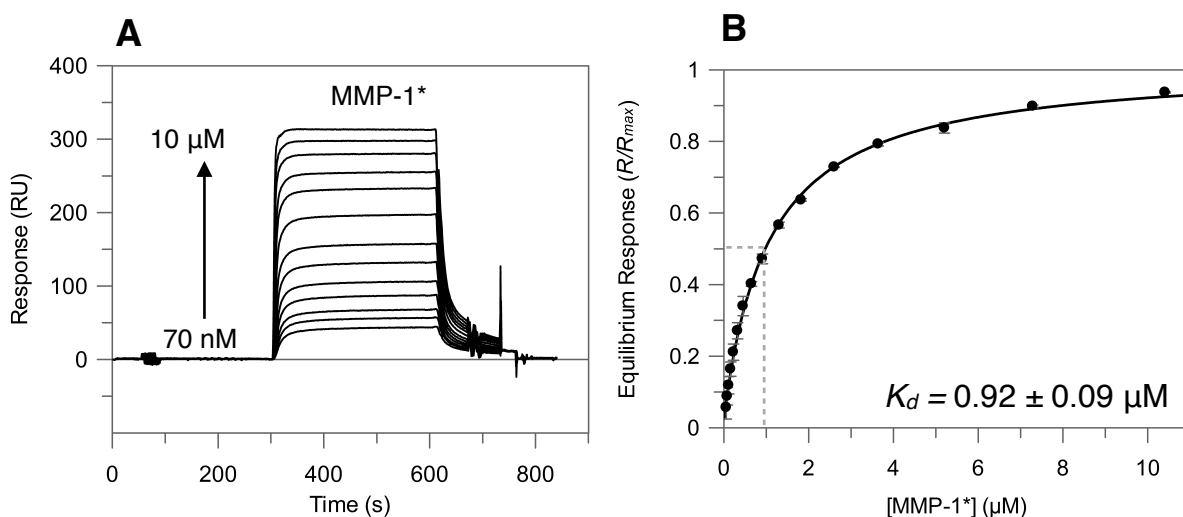 A
400
300
200
100
0
Response (RU)
MMP-1*
10 µM
70 nM
0
200
400
600
800
Time (s)
B
1
0.8
0.6
0.4
0.2
0
Equilibrium Response (R/Rmax)
Kd = 0.92 ± 0.09 µM
0
2
4
6
8
10
[MMP-1*] (µM)